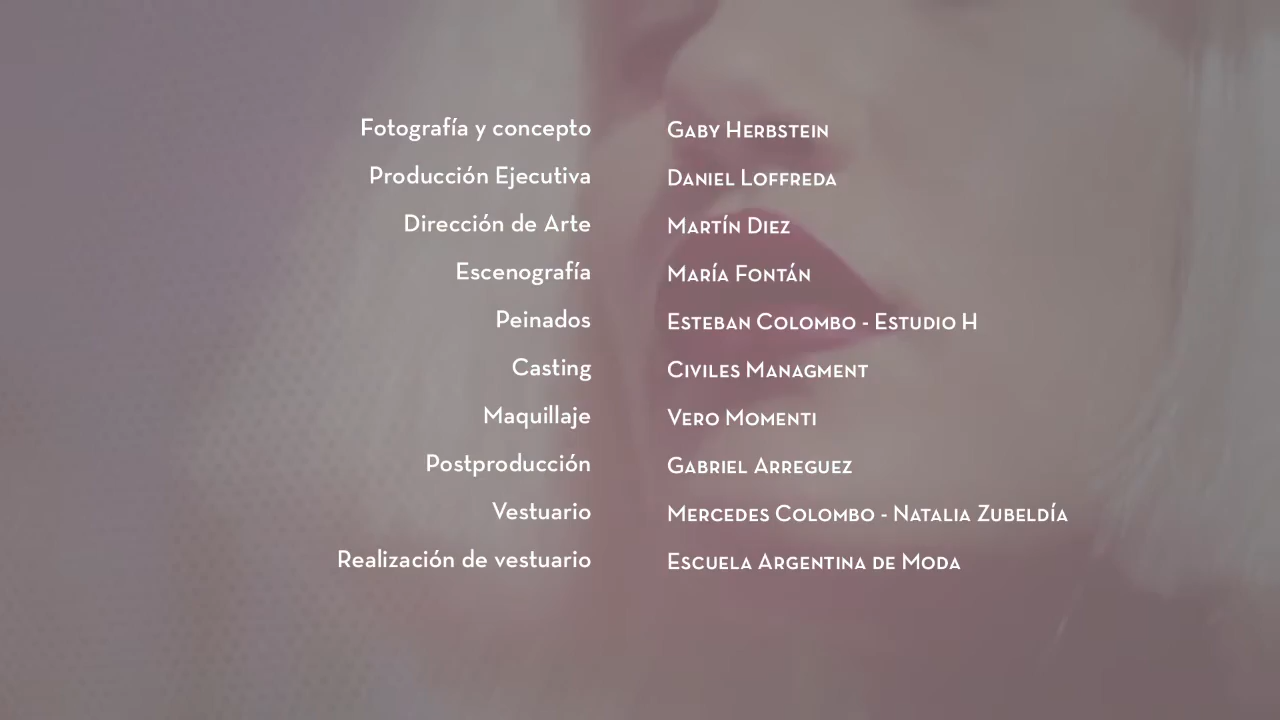 Fotografía y concepto Gaby Herbstein
Producción Ejecutiva Daniel Loffreda
Dirección de Arte Martín Diez
Escenografía María Fontán
Peinados Esteban Colombo - Estudio H
Casting Civiles Managment
Maquillaje Vero Momenti
Postproducción Gabriel Arreguez
Vestuario Mercedes Colombo - Natalia Zubeldía
Realización de vestuario Escuela Argentina de Moda